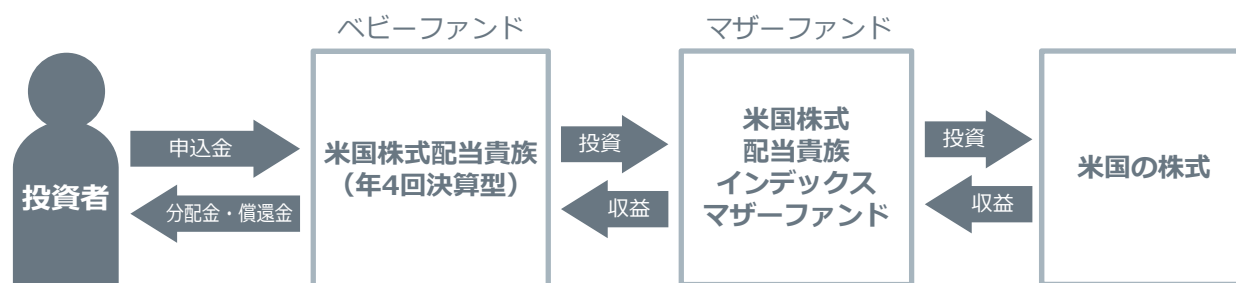 ベビーファンド
マザーファンド
投資者
申込金
分配金・償還金
米国株式配当貴族
（年4回決算型）
投資
収益
米国株式
配当貴族
インデックス
マザーファンド
投資
収益
米国の株式